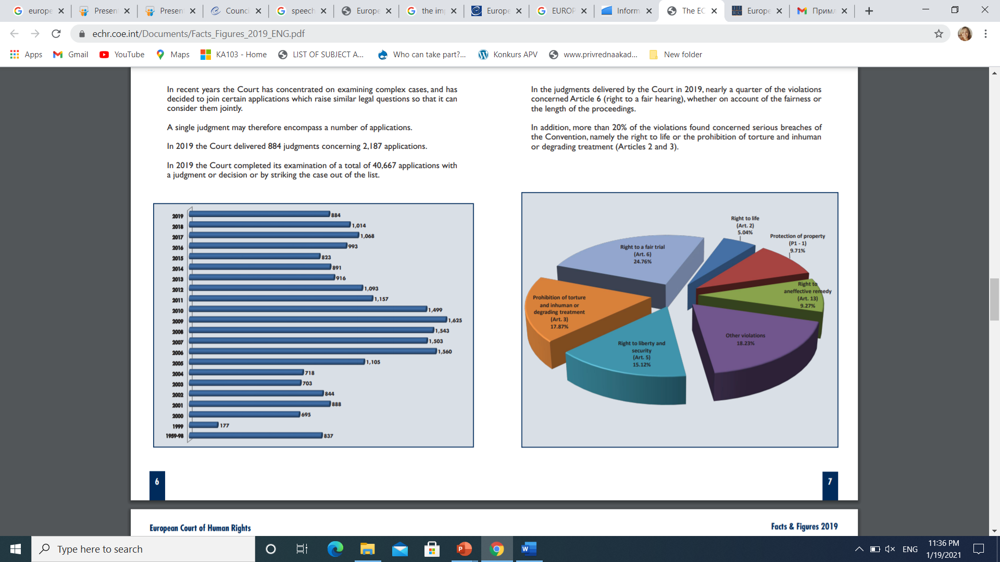 europe
Presen
Presen
Counci
speech
Europe
the imp
Europe
EUROP
Inform
The EC
Europe
Примљ
echr.coe.int/Documents/Facts_Figures_2019_ENG.pdf
Apps
Gmail
YouTube
Maps
KA103 - Home
LIST OF SUBJECT A...
Who can take part?...
Konkurs APV
www.privrednaakad...
New folder
In recent years the Court has concentrated on examining complex cases, and has
decided to join certain applications which raise similar legal questions so that it can
consider them jointly.
A single judgment may therefore encompass a number of applications.
In 2019 the Court delivered 884 judgments concerning 2,187 applications.
In 2019 the Court completed its examination of a total of 40,667 applications with
a judgment or decision or by striking the case out of the list.
2019 884
2018 1,014
2017 1,068
2016 993
2015 823
2014 891
2013 916
2012 1,093
2011 1,157
2010 1,499
2009 1,625
2008 1,543
2007 1,503
2006 1,560
2005 1,105
2004 718
2003 703
2002 844
2001 888
2000 695
1999 177
1959-98 837
6
In the judgments delivered by the Court in 2019, nearly a quarter of the violations
concerned Article 6 (right to a fair hearing), whether on account of the fairness or
the length of the proceedings.
In addition, more than 20% of the violations found concerned serious breaches of
the Convention, namely the right to life or the prohibition of torture and inhuman
or degrading treatment (Articles 2 and 3).
Right to life
(Art. 2)
5.04%
Protection of property
(P1 - 1)
9.71%
Right to a fair trial
(Art. 6)
24.76%
Right to
aneffective remedy
(Art. 13)
9.27%
Prohibition of torture
and inhuman or
degrading treatment
(Art. 3)
17.87%
Other violations
18.23%
Right to liberty and
security
(Art. 5)
15.12%
7
European Court of Human Rights
Facts & Figures 2019
Type here to search
ENG
11:36 PM
1/19/2021